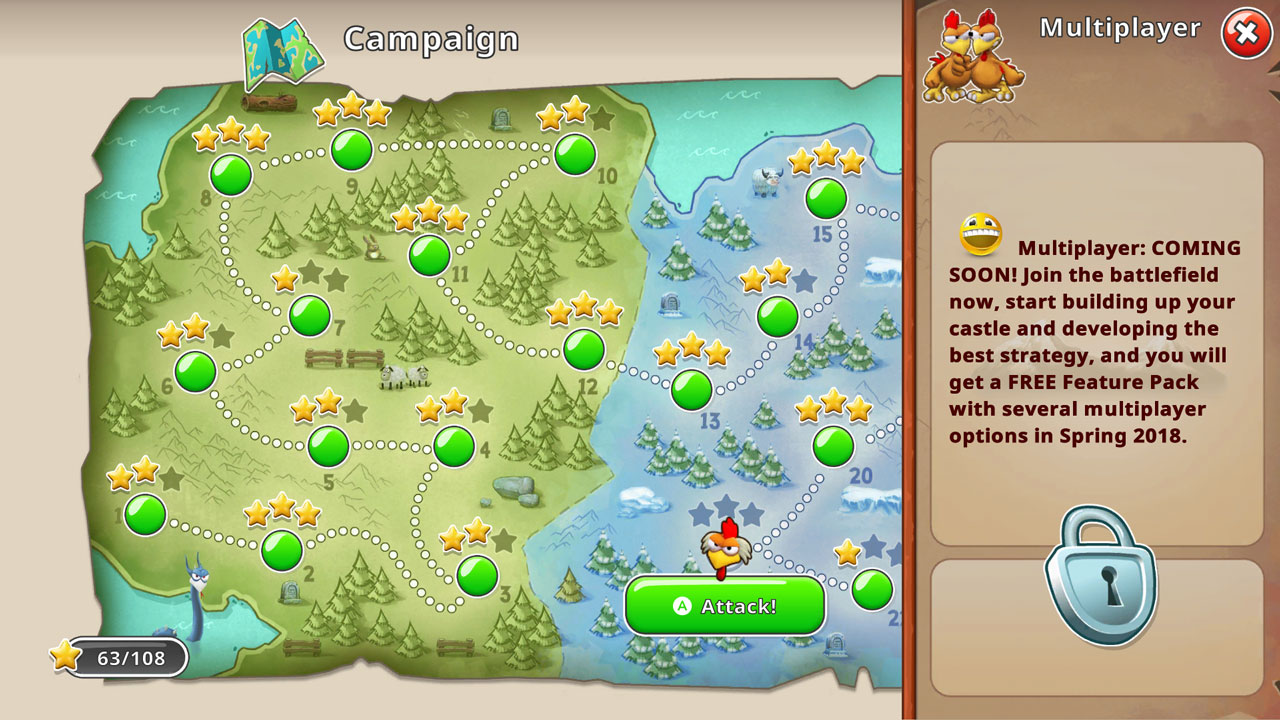 Campaign
Multiplayer
8
9
10
11
15
7
14
6
12
13
5
4
20
1
2
3
Multiplayer: COMING
SOON! Join the battlefield
now, start building up your
castle and developing the
best strategy, and you will
get a FREE Feature Pack
with several multiplayer
options in Spring 2018.
A Attack!
63/108